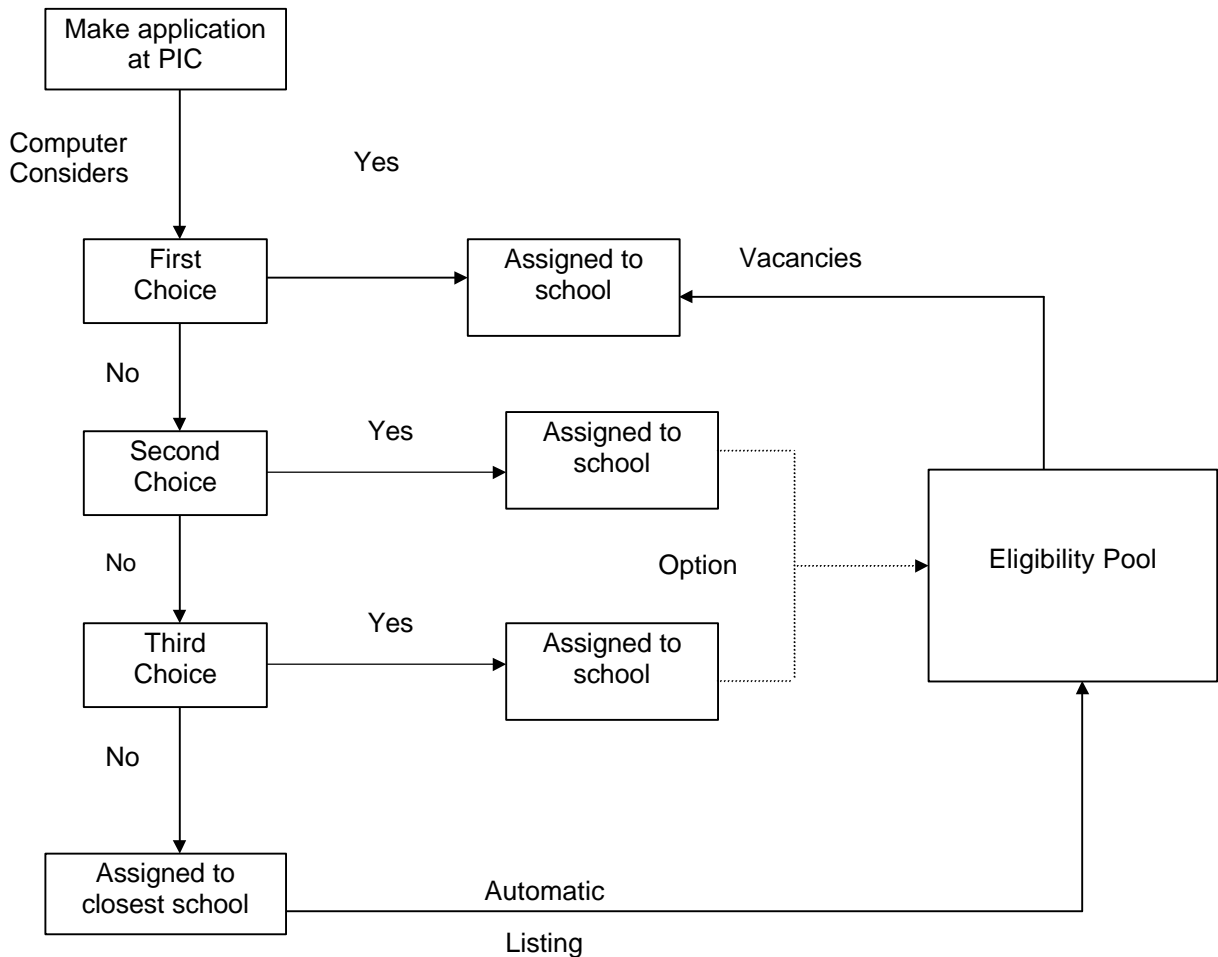 Make application
at PIC
Computer
Considers
Yes
First
Choice
Assigned to
school
Vacancies
No
Second
Choice
Yes
Assigned to
school
No
Option
Eligibility Pool
Third
Choice
Yes
Assigned to
school
No
Assigned to
closest school
Automatic
Listing